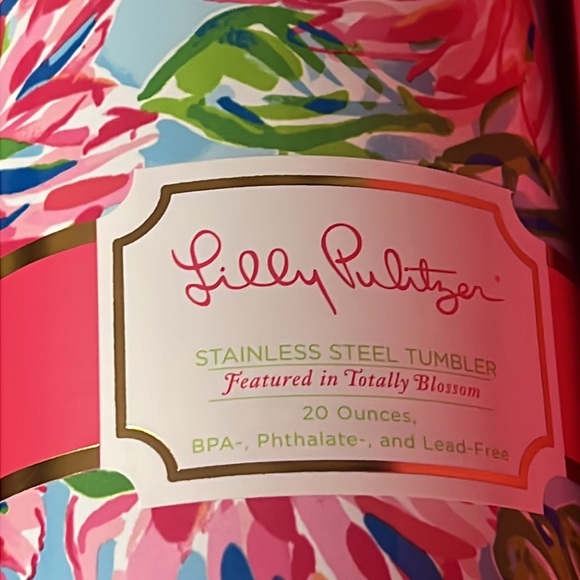 Lilly Pulitzer®
STAINLESS STEEL TUMBLER
Featured in Totally Blossom
20 Ounces,
BPA-, Phthalate-, and Lead-Free